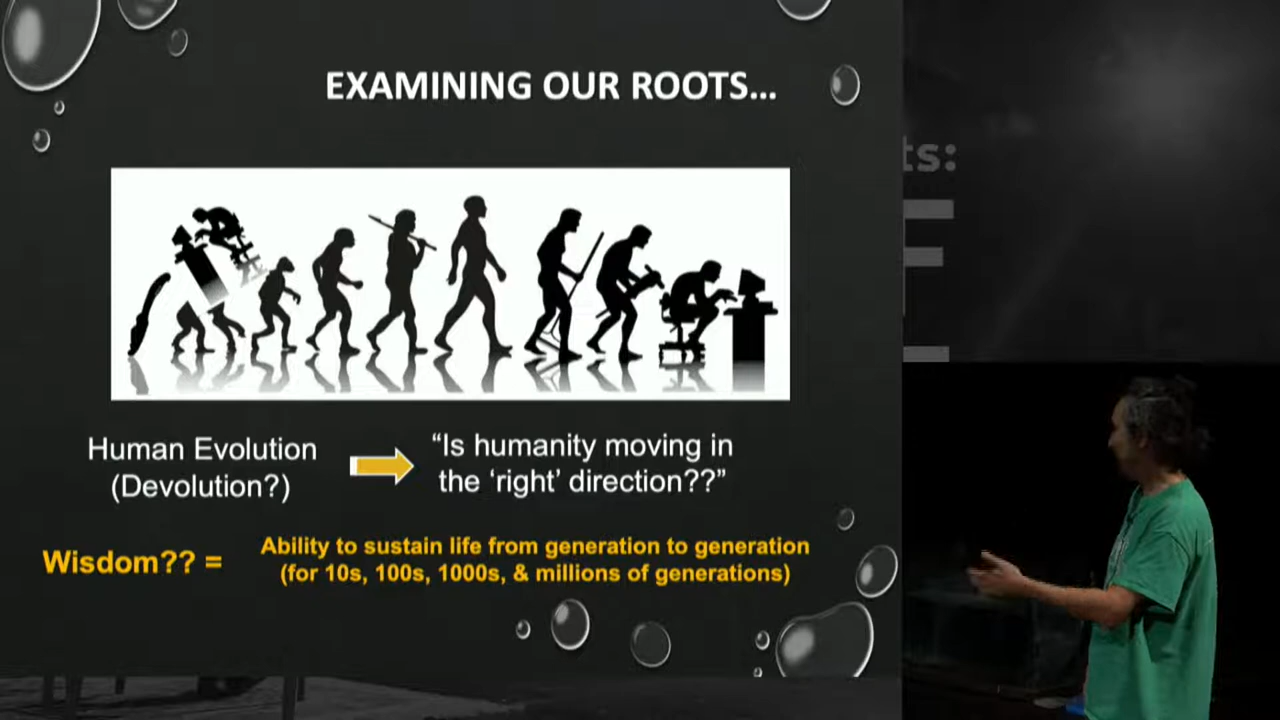 EXAMINING OUR ROOTS...
ts:
Human Evolution
(Devolution?)
“Is humanity moving in
the ‘right’ direction??”
Wisdom?? =
Ability to sustain life from generation to generation
(for 10s, 100s, 1000s, & millions of generations)